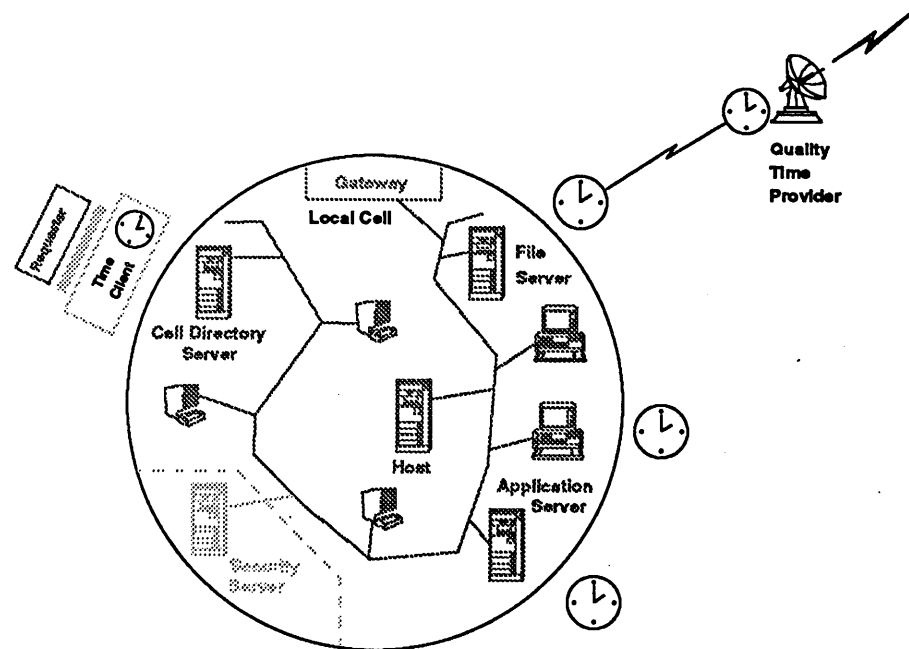 Quality
Time
Provider
Gateway
Local Cell
Requester
Time
Client
File
Server
Cell Directory
Server
Host
Application
Server
Security
Server